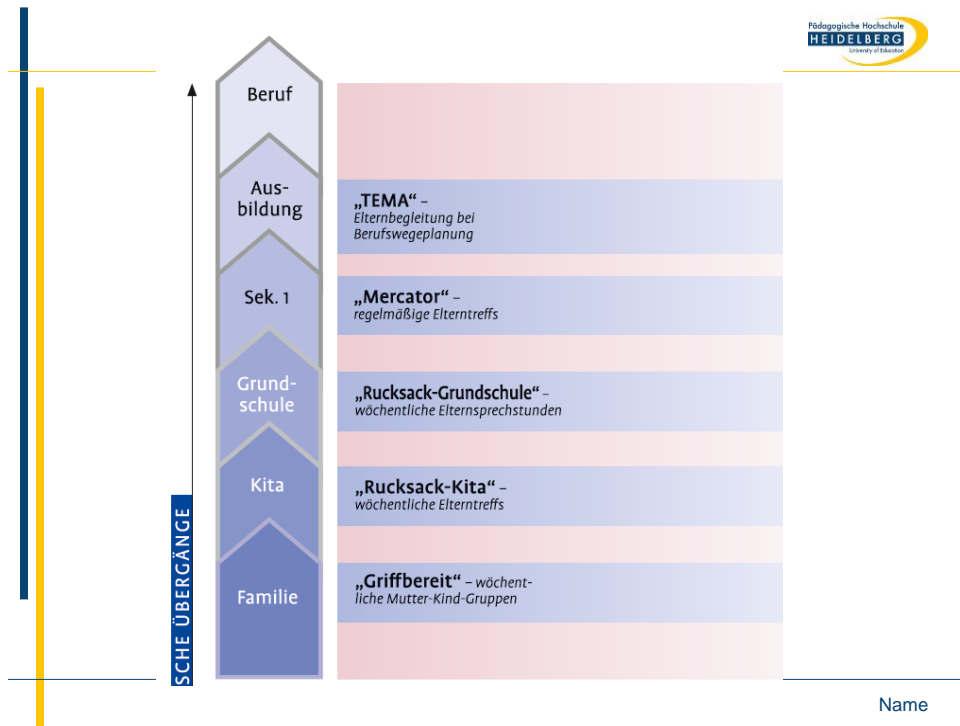 Pädagogische Hochschule
HEIDELBERG
University of Education
Beruf
Aus-
bildung
„TEMA“ –
Elternbegleitung bei
Berufswegeplanung
Sek. 1
„Mercator“ –
regelmäßige Elterntreffs
Grund-
schule
„Rucksack-Grundschule“ –
wöchentliche Elternsprechstunden
Kita
„Rucksack-Kita“ –
wöchentliche Elterntreffs
Familie
„Griffbereit“ – wöchent-
liche Mutter-Kind-Gruppen
SCHE ÜBERGÄNGE
Name